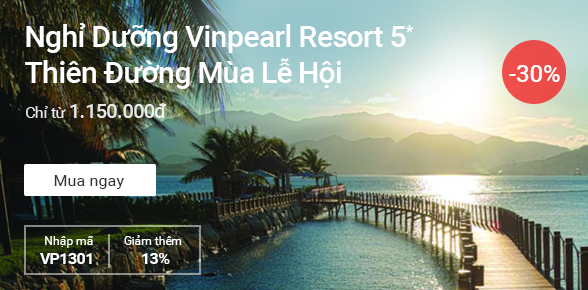 Nghỉ Dưỡng Vinpearl Resort 5*
Thiên Đường Mùa Lễ Hội
Chỉ từ 1.150.000đ
-30%
Mua ngay
Nhập mã
VP1301
Giảm thêm
13%